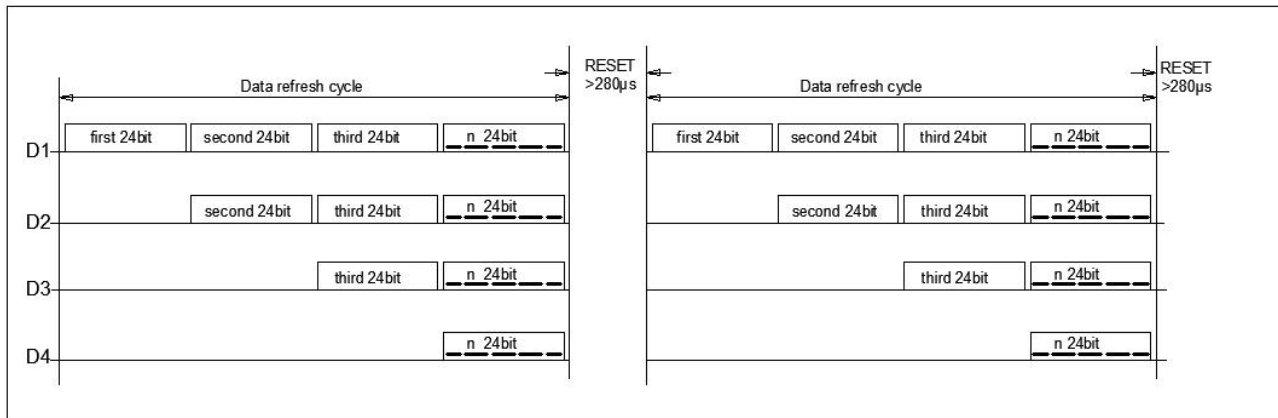 RESET
>280μs
RESET
>280μs
Data refresh cycle
Data refresh cycle
D1
first 24bit
second 24bit
third 24bit
n 24bit
first 24bit
second 24bit
third 24bit
n 24bit
D2
second 24bit
third 24bit
n 24bit
second 24bit
third 24bit
n 24bit
D3
third 24bit
n 24bit
third 24bit
n 24bit
D4
n 24bit
n 24bit